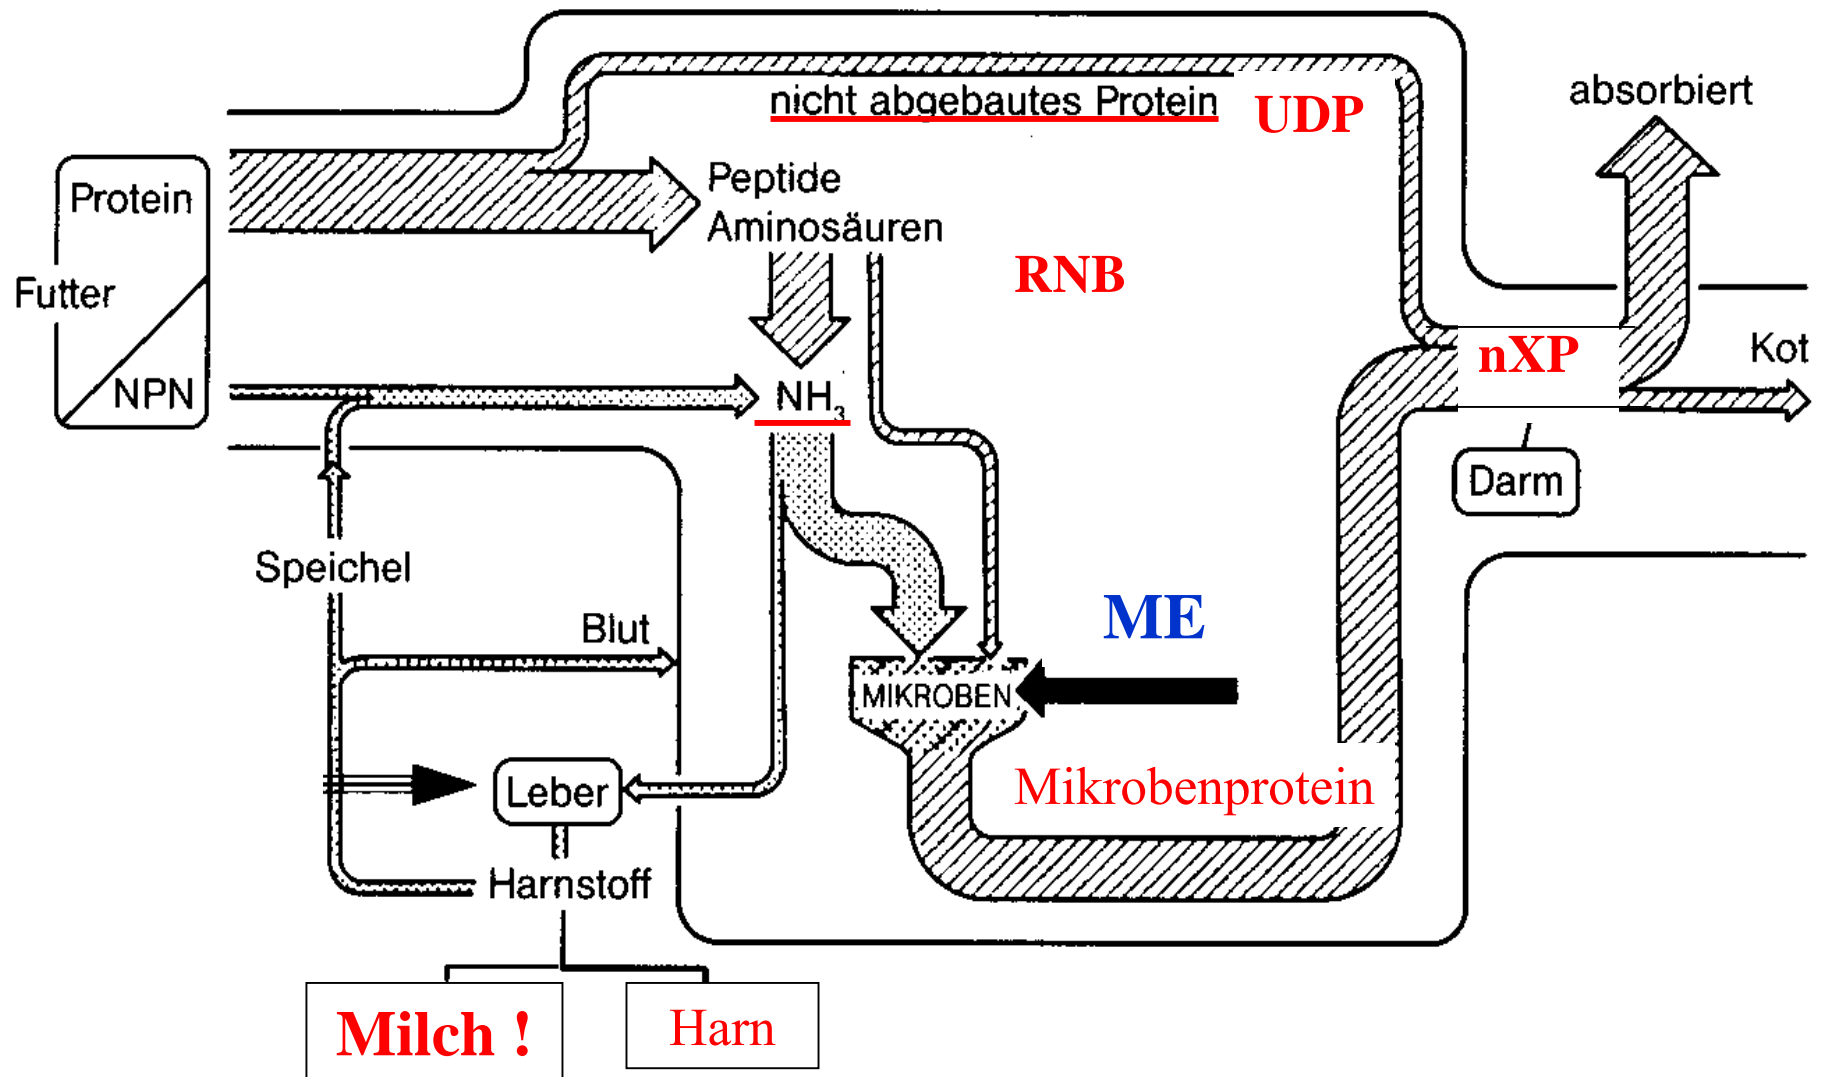 nicht abgebautes Protein
UDP
absorbiert
Protein
Futter
NPN
Peptide
Aminosäuren
RNB
nXP
Kot
NH₃
Darm
Speichel
Blut
ME
MIKROBEN
Leber
Mikrobenprotein
Harnstoff
Milch !
Harn